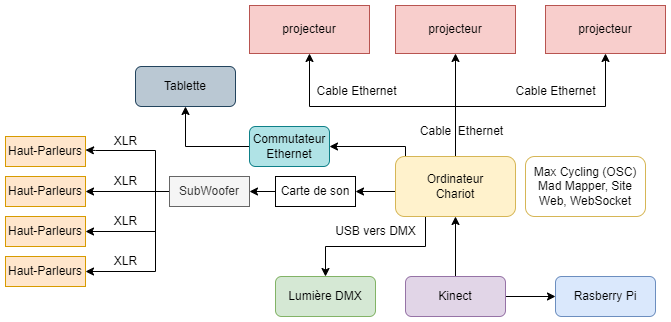 projecteur
projecteur
projecteur
Tablette
Cable Ethernet
Cable Ethernet
Commutateur
Ethernet
Cable Ethernet
XLR
Haut-Parleurs
XLR
Haut-Parleurs
SubWoofer
Carte de son
Ordinateur
Chariot
Max Cycling (OSC)
Mad Mapper, Site
Web, WebSocket
XLR
Haut-Parleurs
USB vers DMX
XLR
Haut-Parleurs
Lumière DMX
Kinect
Rasberry Pi